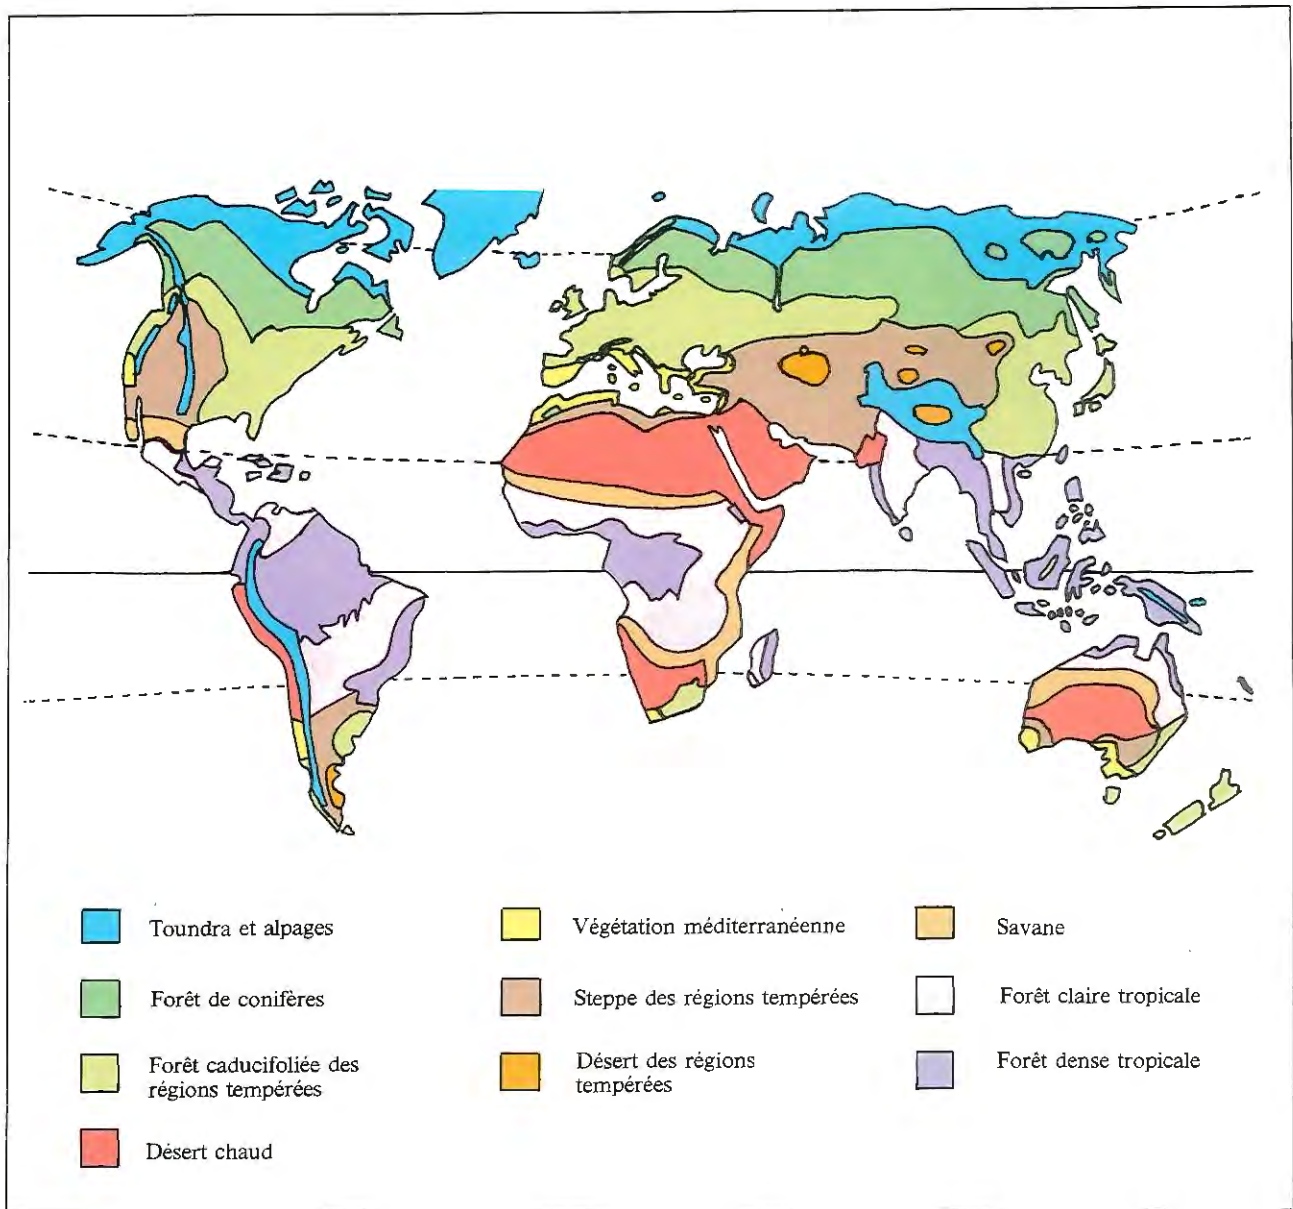 Toundra et alpages
Forêt de conifères
Forêt caducifoliée des
régions tempérées
Désert chaud
Végétation méditerranéenne
Steppe des régions tempérées
Désert des régions
tempérées
Savane
Forêt claire tropicale
Forêt dense tropicale